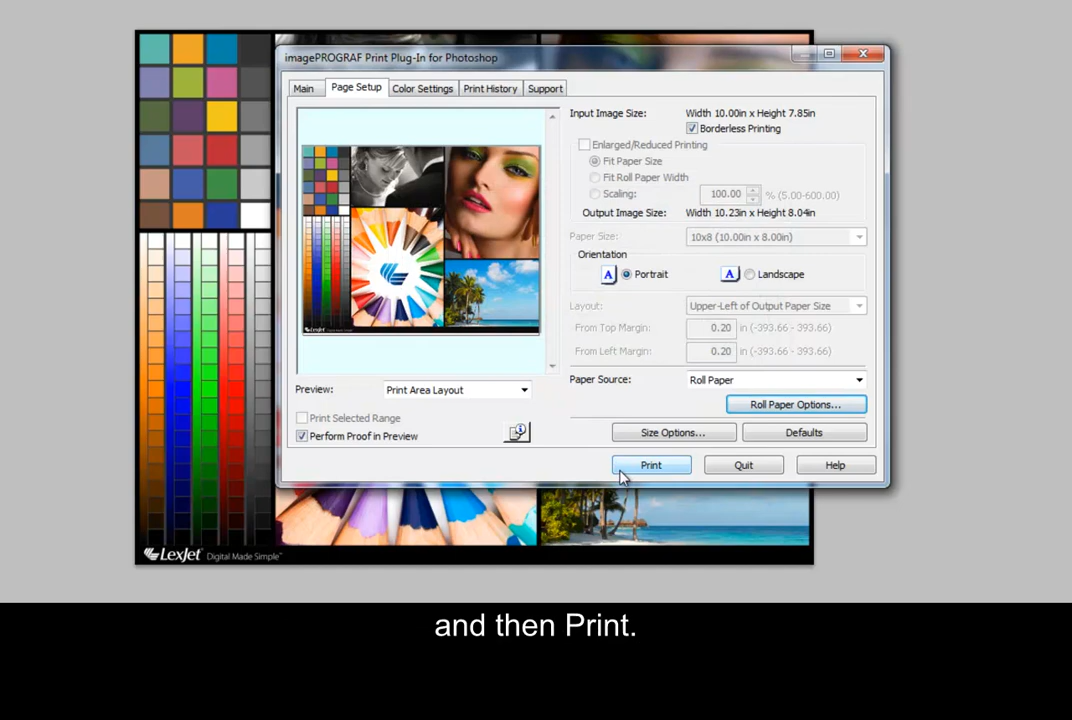 imagePROGRAF Print Plug-In for Photoshop
Main
Page Setup
Color Settings
Print History
Support
Input Image Size:
Width 10.00in x Height 7.85in
Borderless Printing
Enlarged/Reduced Printing
Fit Paper Size
Fit Roll Paper Width
Scaling:
100.00
% (5.00-600.00)
Output Image Size:
Width 10.23in x Height 8.04in
Paper Size:
10x8 (10.00in x 8.00in)
Orientation
A
Portrait
A
Landscape
Layout:
Upper-Left of Output Paper Size
From Top Margin:
0.20
in (-393.66 - 393.66)
From Left Margin:
0.20
in (-393.66 - 393.66)
Paper Source:
Roll Paper
Roll Paper Options...
Preview:
Print Area Layout
Print Selected Range
Perform Proof in Preview
Size Options...
Defaults
Print
Quit
Help
LexJet Digital Made Simple™
and then Print.